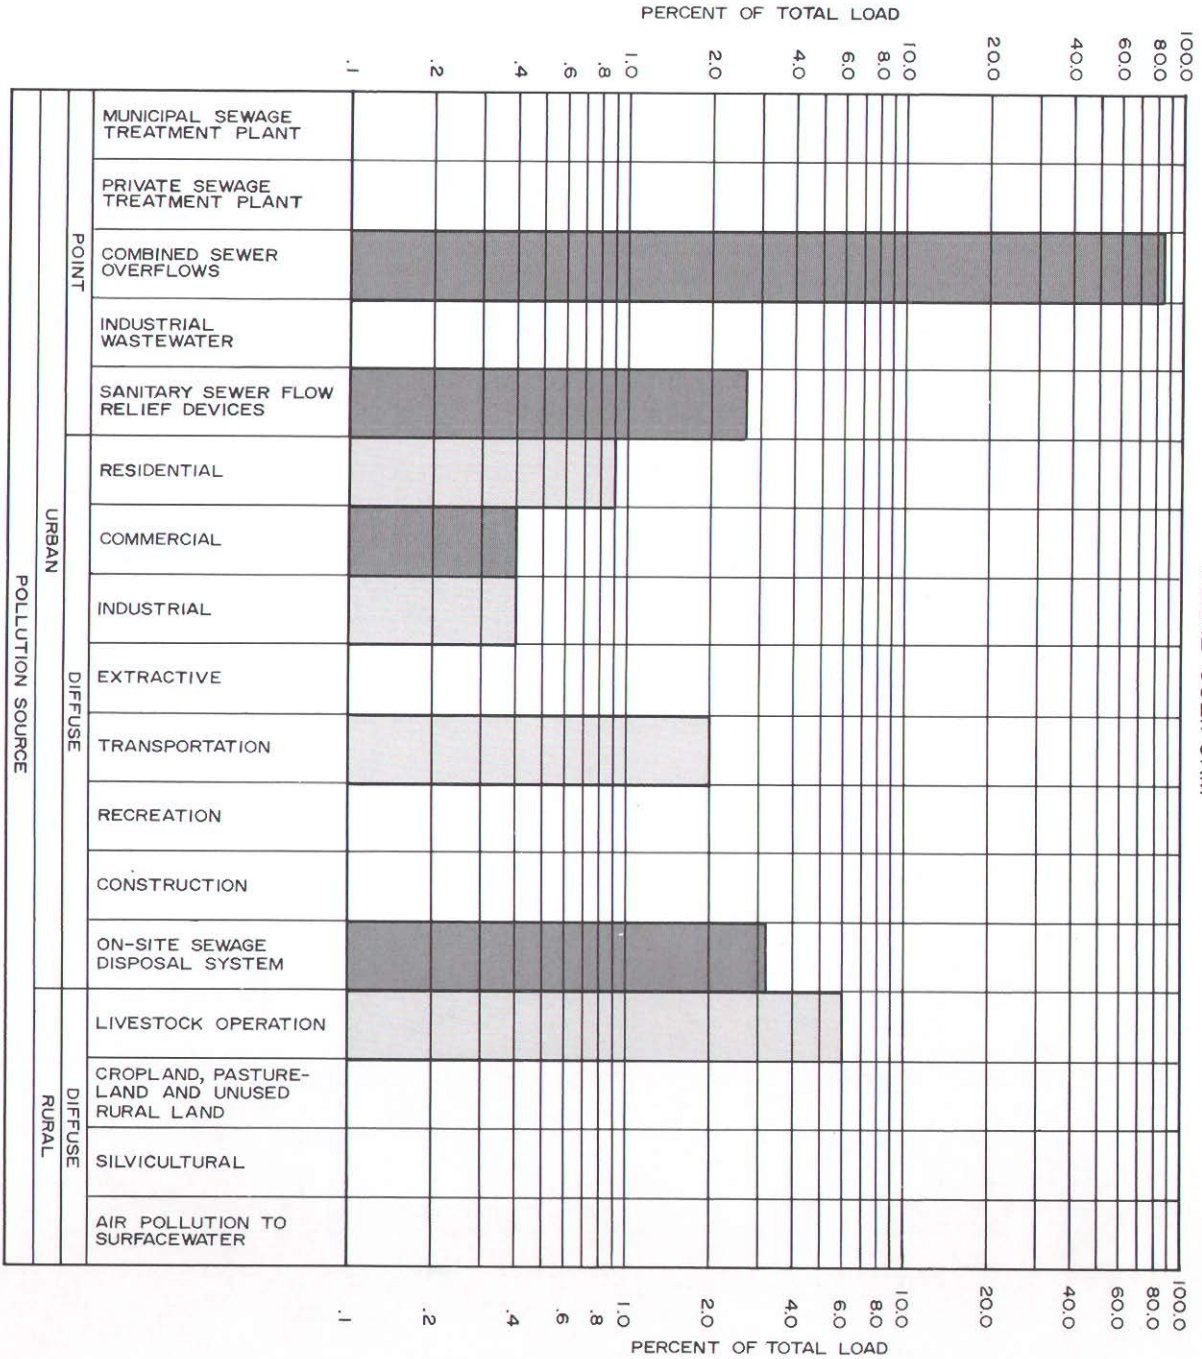 PERCENT OF TOTAL LOAD
.1 .2 .4 .6 .8 1.0 2.0 4.0 6.0 8.0 10.0 20.0 40.0 60.0 80.0 100.0
MUNICIPAL SEWAGE
TREATMENT PLANT
PRIVATE SEWAGE
TREATMENT PLANT
COMBINED SEWER
OVERFLOWS
INDUSTRIAL
WASTEWATER
SANITARY SEWER FLOW
RELIEF DEVICES
POINT
RESIDENTIAL
COMMERCIAL
INDUSTRIAL
EXTRACTIVE
TRANSPORTATION
RECREATION
CONSTRUCTION
ON-SITE SEWAGE
DISPOSAL SYSTEM
DIFFUSE
URBAN
LIVESTOCK OPERATION
CROPLAND, PASTURE-
LAND AND UNUSED
RURAL LAND
SILVICULTURAL
AIR POLLUTION TO
SURFACEWATER
DIFFUSE
RURAL
POLLUTION SOURCE
.1 .2 .4 .6 .8 1.0 2.0 4.0 6.0 8.0 10.0 20.0 40.0 60.0 80.0 100.0
PERCENT OF TOTAL LOAD